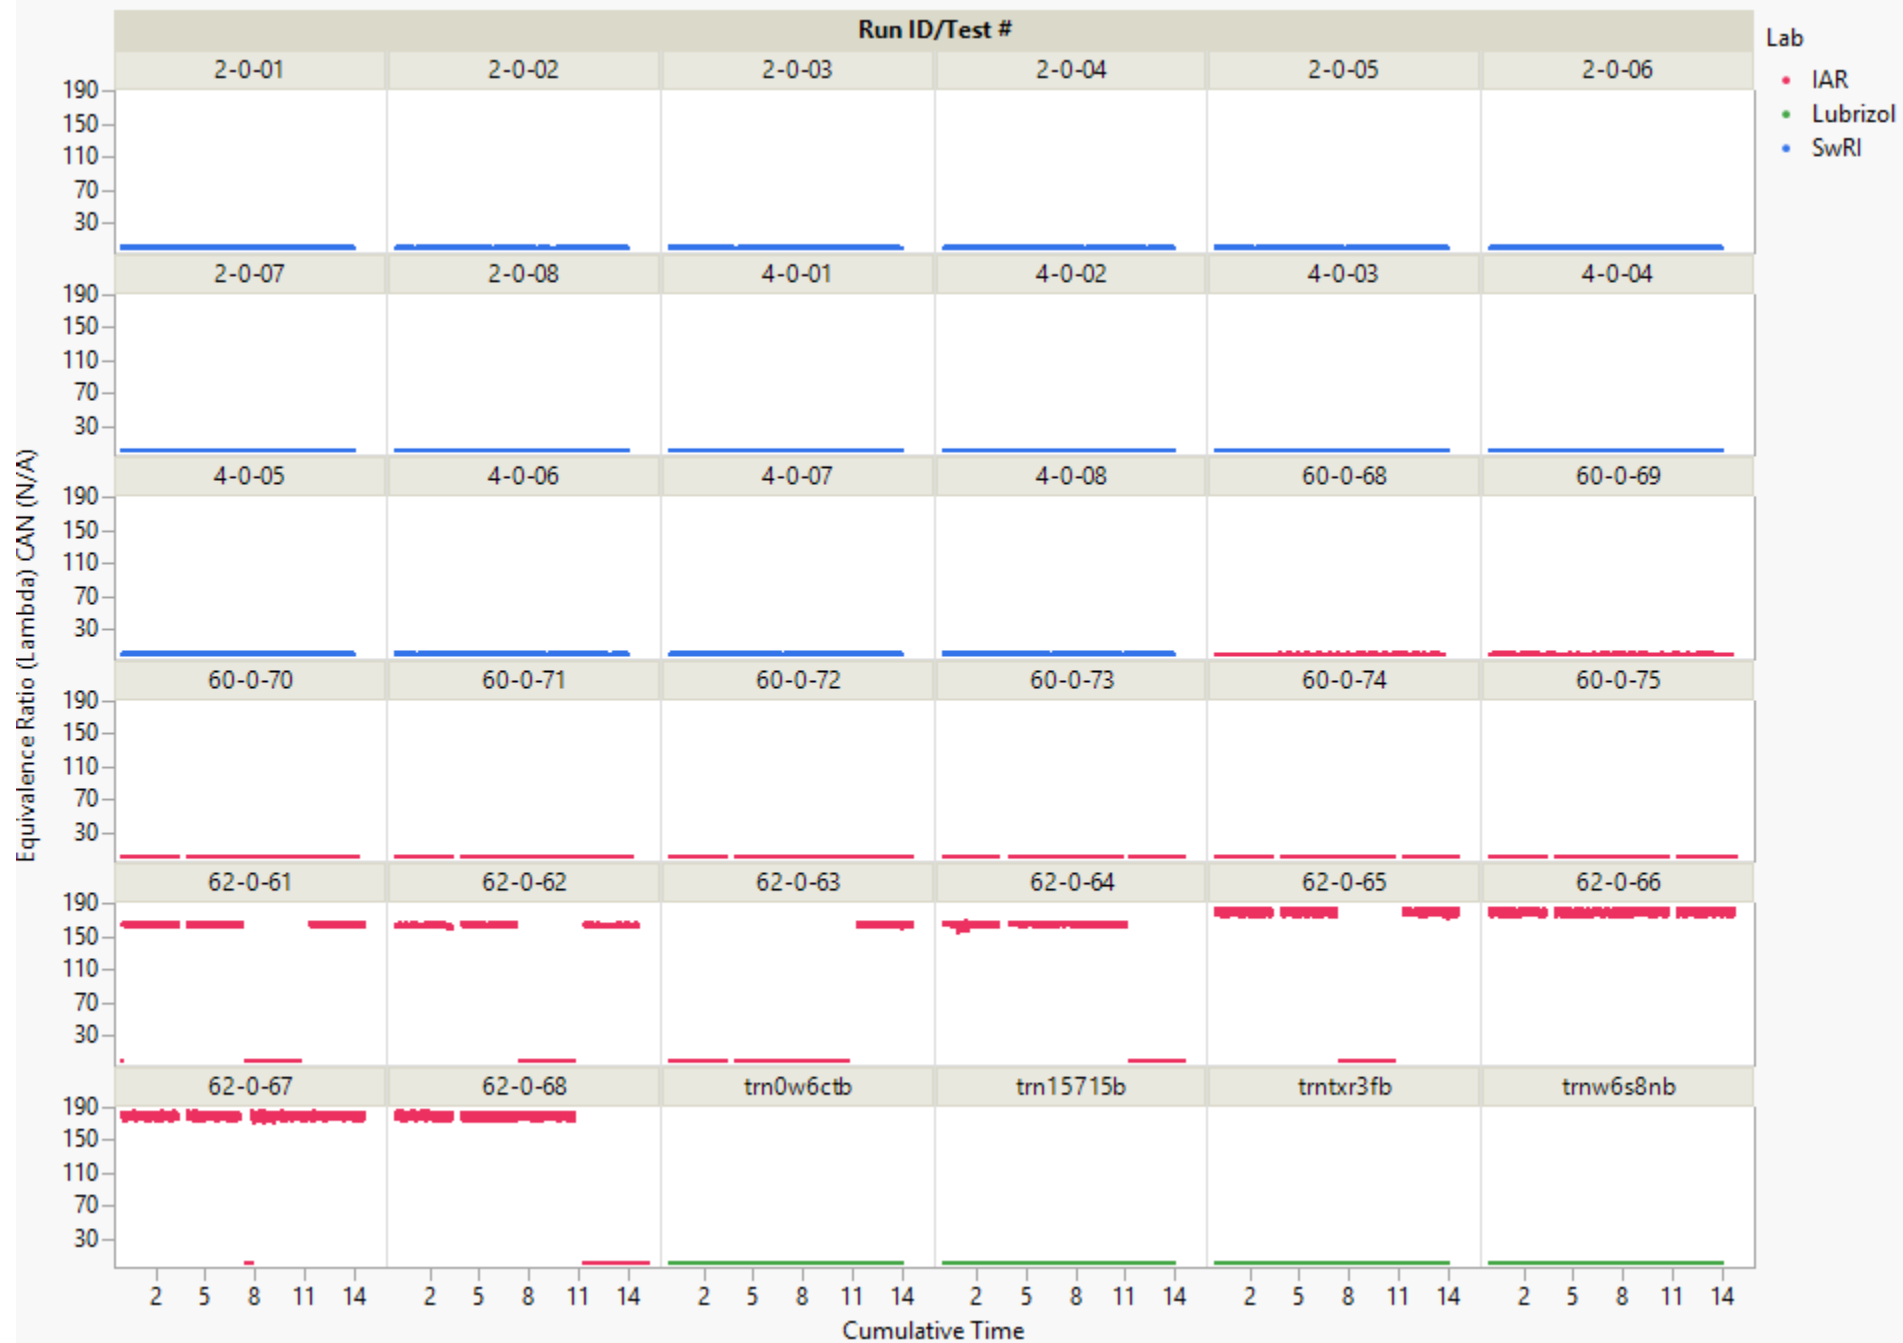 Run ID/Test #
Lab
IAR
Lubrizol
SwRI
2-0-01 2-0-02 2-0-03 2-0-04 2-0-05 2-0-06
190
150
110
70
30
2-0-07 2-0-08 4-0-01 4-0-02 4-0-03 4-0-04
190
150
110
70
30
4-0-05 4-0-06 4-0-07 4-0-08 60-0-68 60-0-69
190
150
110
70
30
60-0-70 60-0-71 60-0-72 60-0-73 60-0-74 60-0-75
190
150
110
70
30
62-0-61 62-0-62 62-0-63 62-0-64 62-0-65 62-0-66
190
150
110
70
30
62-0-67 62-0-68 trn0w6ctb trn15715b trntxr3fb trnw6s8nb
190
150
110
70
30
2 5 8 11 14 2 5 8 11 14 2 5 8 11 14 2 5 8 11 14 2 5 8 11 14 2 5 8 11 14
Cumulative Time
Equivalence Ratio (Lambda) CAN (N/A)